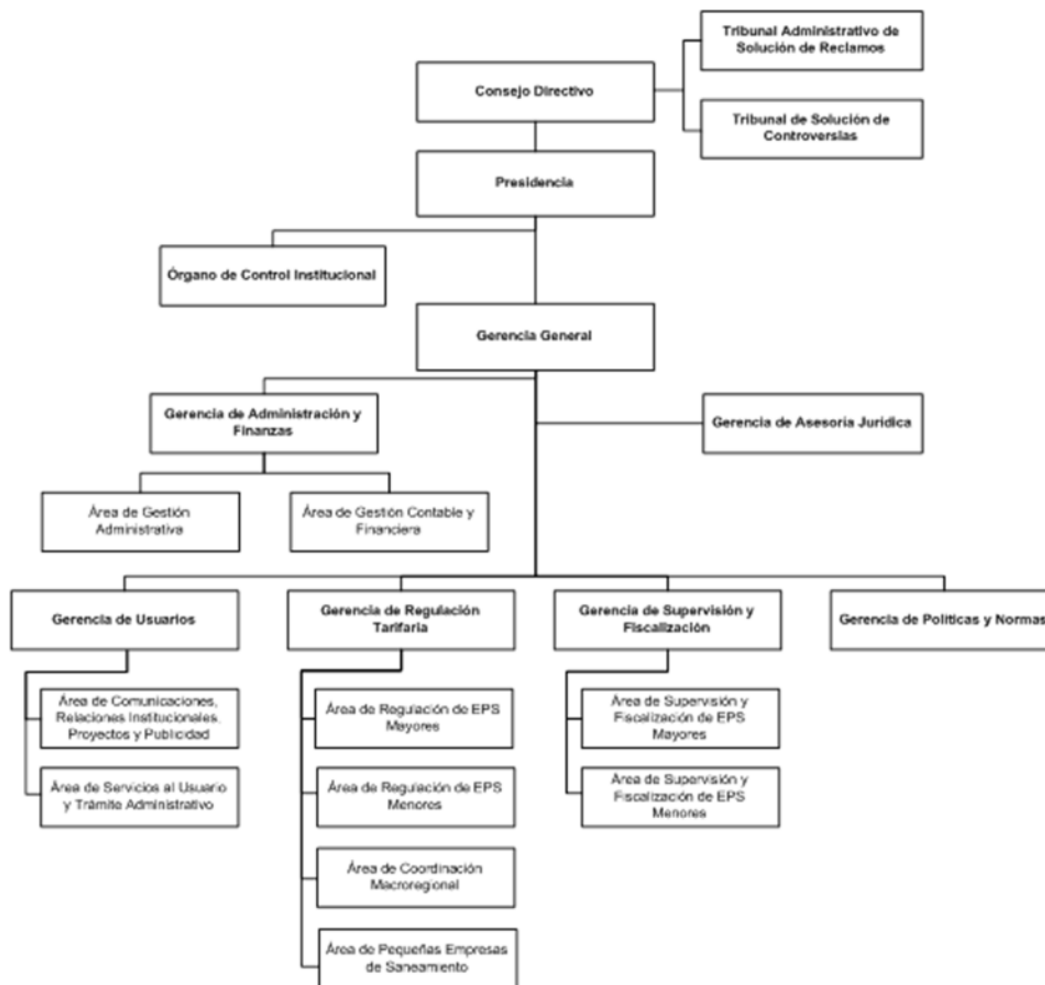 Tribunal Administrativo de
Solución de Reclamos
Consejo Directivo
Tribunal de Solución de
Controversias
Presidencia
Órgano de Control Institucional
Gerencia General
Gerencia de Administración y
Finanzas
Gerencia de Asesoría Jurídica
Área de Gestión
Administrativa
Área de Gestión Contable y
Financiera
Gerencia de Usuarios
Gerencia de Regulación
Tarifaria
Gerencia de Supervisión y
Fiscalización
Gerencia de Políticas y Normas
Área de Comunicaciones,
Relaciones Institucionales,
Proyectos y Publicidad
Área de Regulación de EPS
Mayores
Área de Supervisión y
Fiscalización de EPS
Mayores
Área de Servicios al Usuario
y Trámite Administrativo
Área de Regulación de EPS
Menores
Área de Supervisión y
Fiscalización de EPS
Menores
Área de Coordinación
Macroregional
Área de Pequeñas Empresas
de Saneamiento